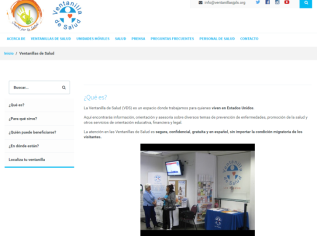 Ventanilla de Salud
info@ventanillagdm.org
ACERCA DE VENTANILLAS DE SALUD UNIDADES MÓVILES SALUD PRENSA PREGUNTAS FRECUENTES PERSONAL DE SALUD CONTACTO
Inicio / Ventanillas de Salud
Buscar...
¿Qué es?
¿Para qué sirve?
¿Quién puede beneficiarse?
¿En dónde están?
Localiza tu ventanilla
¿Qué es?
La Ventanilla de Salud (VDS) es un espacio donde trabajamos para quienes viven en Estados Unidos
Aquí encontrarás información, orientación y asesoría sobre diversos temas de prevención de enfermedades, promoción de la salud y
otros servicios de orientación educativa, financiera y legal.
La atención en las Ventanillas de Salud es segura, confidencial, gratuita y en español, sin importar la condición migratoria de los
visitantes.